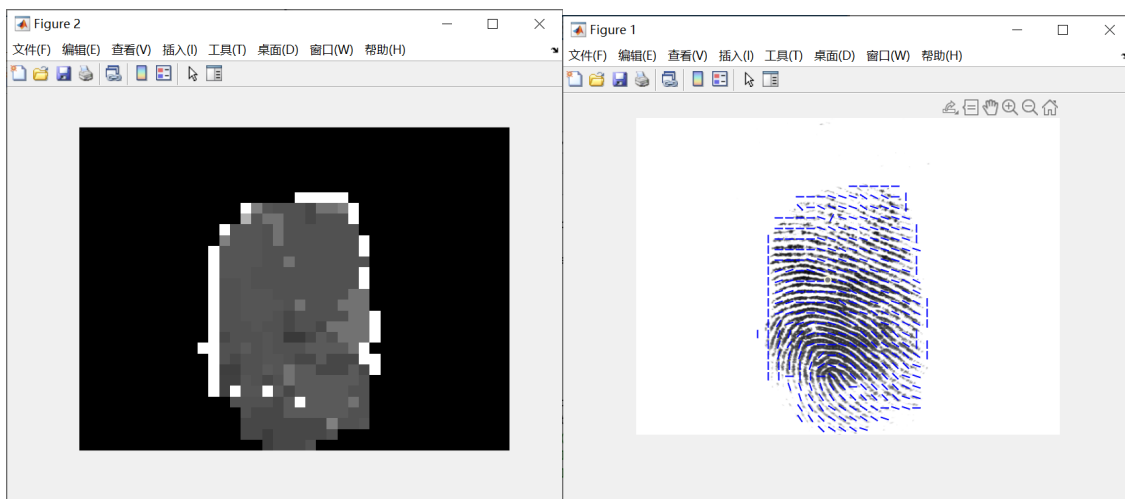 Figure 2
文件(F) 编辑(E) 查看(V) 插入(I) 工具(T) 桌面(D) 窗口(W) 帮助(H)
Figure 1
文件(F) 编辑(E) 查看(V) 插入(I) 工具(T) 桌面(D) 窗口(W) 帮助(H)